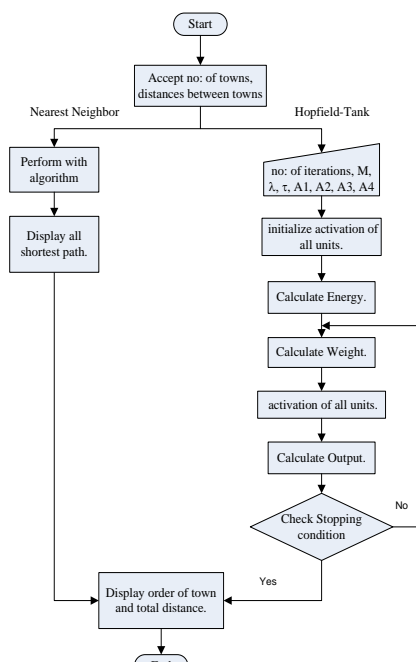 Start
Accept no: of towns,
distances between towns
Nearest Neighbor
Hopfield-Tank
Perform with
algorithm
no: of iterations, M,
λ, τ, A1, A2, A3, A4
Display all
shortest path.
initialize activation of
all units.
Calculate Energy.
Calculate Weight.
activation of all units.
Calculate Output.
Check Stopping
condition
No
Yes
Display order of town
and total distance.